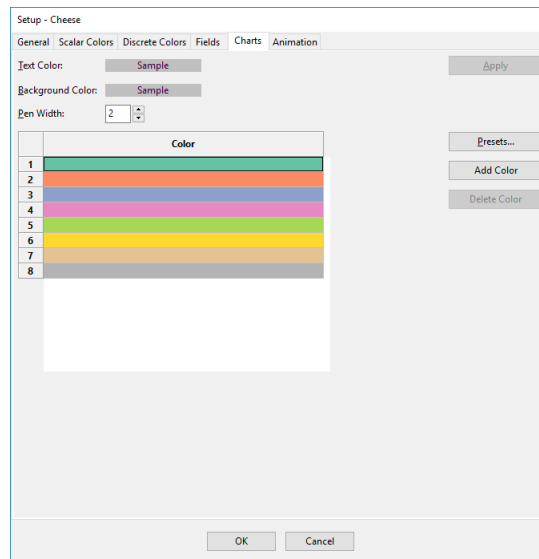 Setup - Cheese
General Scalar Colors Discrete Colors Fields Charts Animation
Text Color: Sample Apply
Background Color: Sample
Pen Width: 2
Color Presets...
1 Add Color
2
3 Delete Color
4
5
6
7
8
OK Cancel